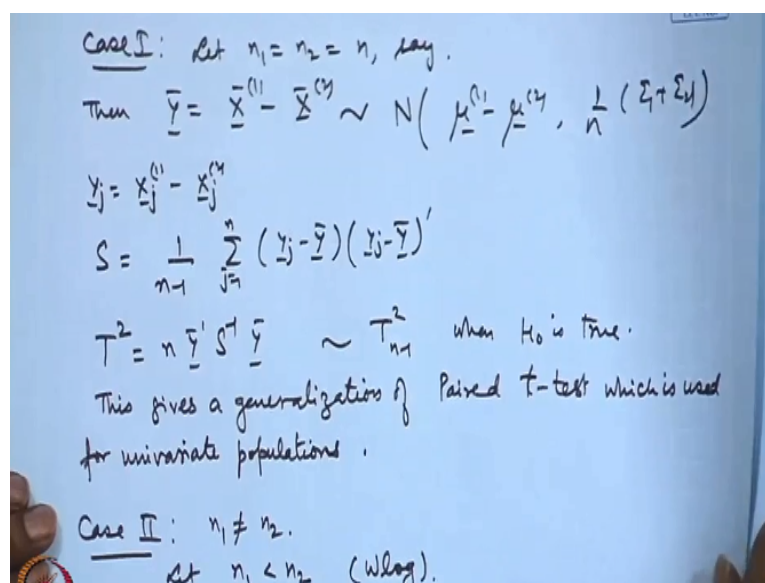 Case I: Let n₁ = n₂ = n, say.
Then Ȳ = X̄⁽¹⁾ - X̄⁽²⁾ ~ N( μ⁽¹⁾ - μ⁽²⁾, 1/n (Σ₁ + Σ₂))
Yj = Xj⁽¹⁾ - Xj⁽²⁾
S = 1/(n-1) Σⁿⱼ₌₁ (Yj - Ȳ)(Yj - Ȳ)'
T² = n Ȳ' S⁻¹ Ȳ ~ T²ₙ₋₁ when H₀ is true.
This gives a generalization of Paired t-test which is used
for univariate populations.
Case II: n₁ ≠ n₂.
Let n₁ < n₂ (wlog).